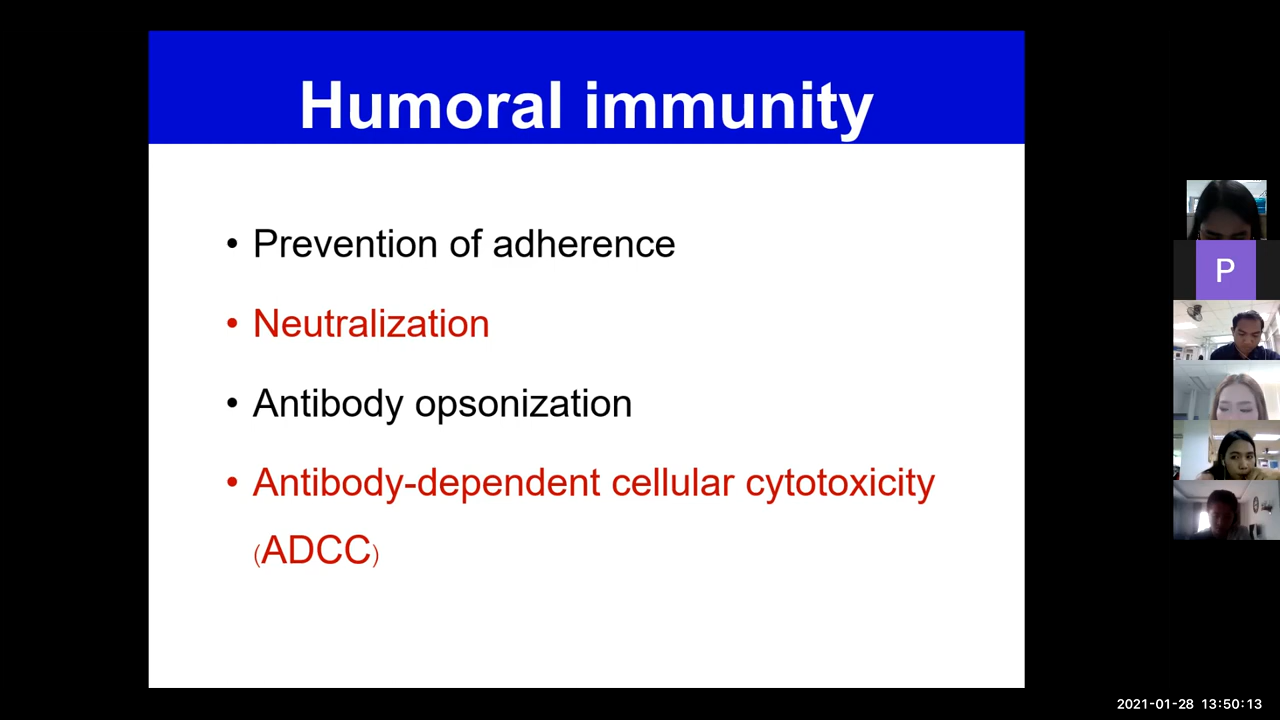 Humoral immunity
• Prevention of adherence
• Neutralization
• Antibody opsonization
• Antibody-dependent cellular cytotoxicity
(ADCC)
P
2021-01-28 13:50:13